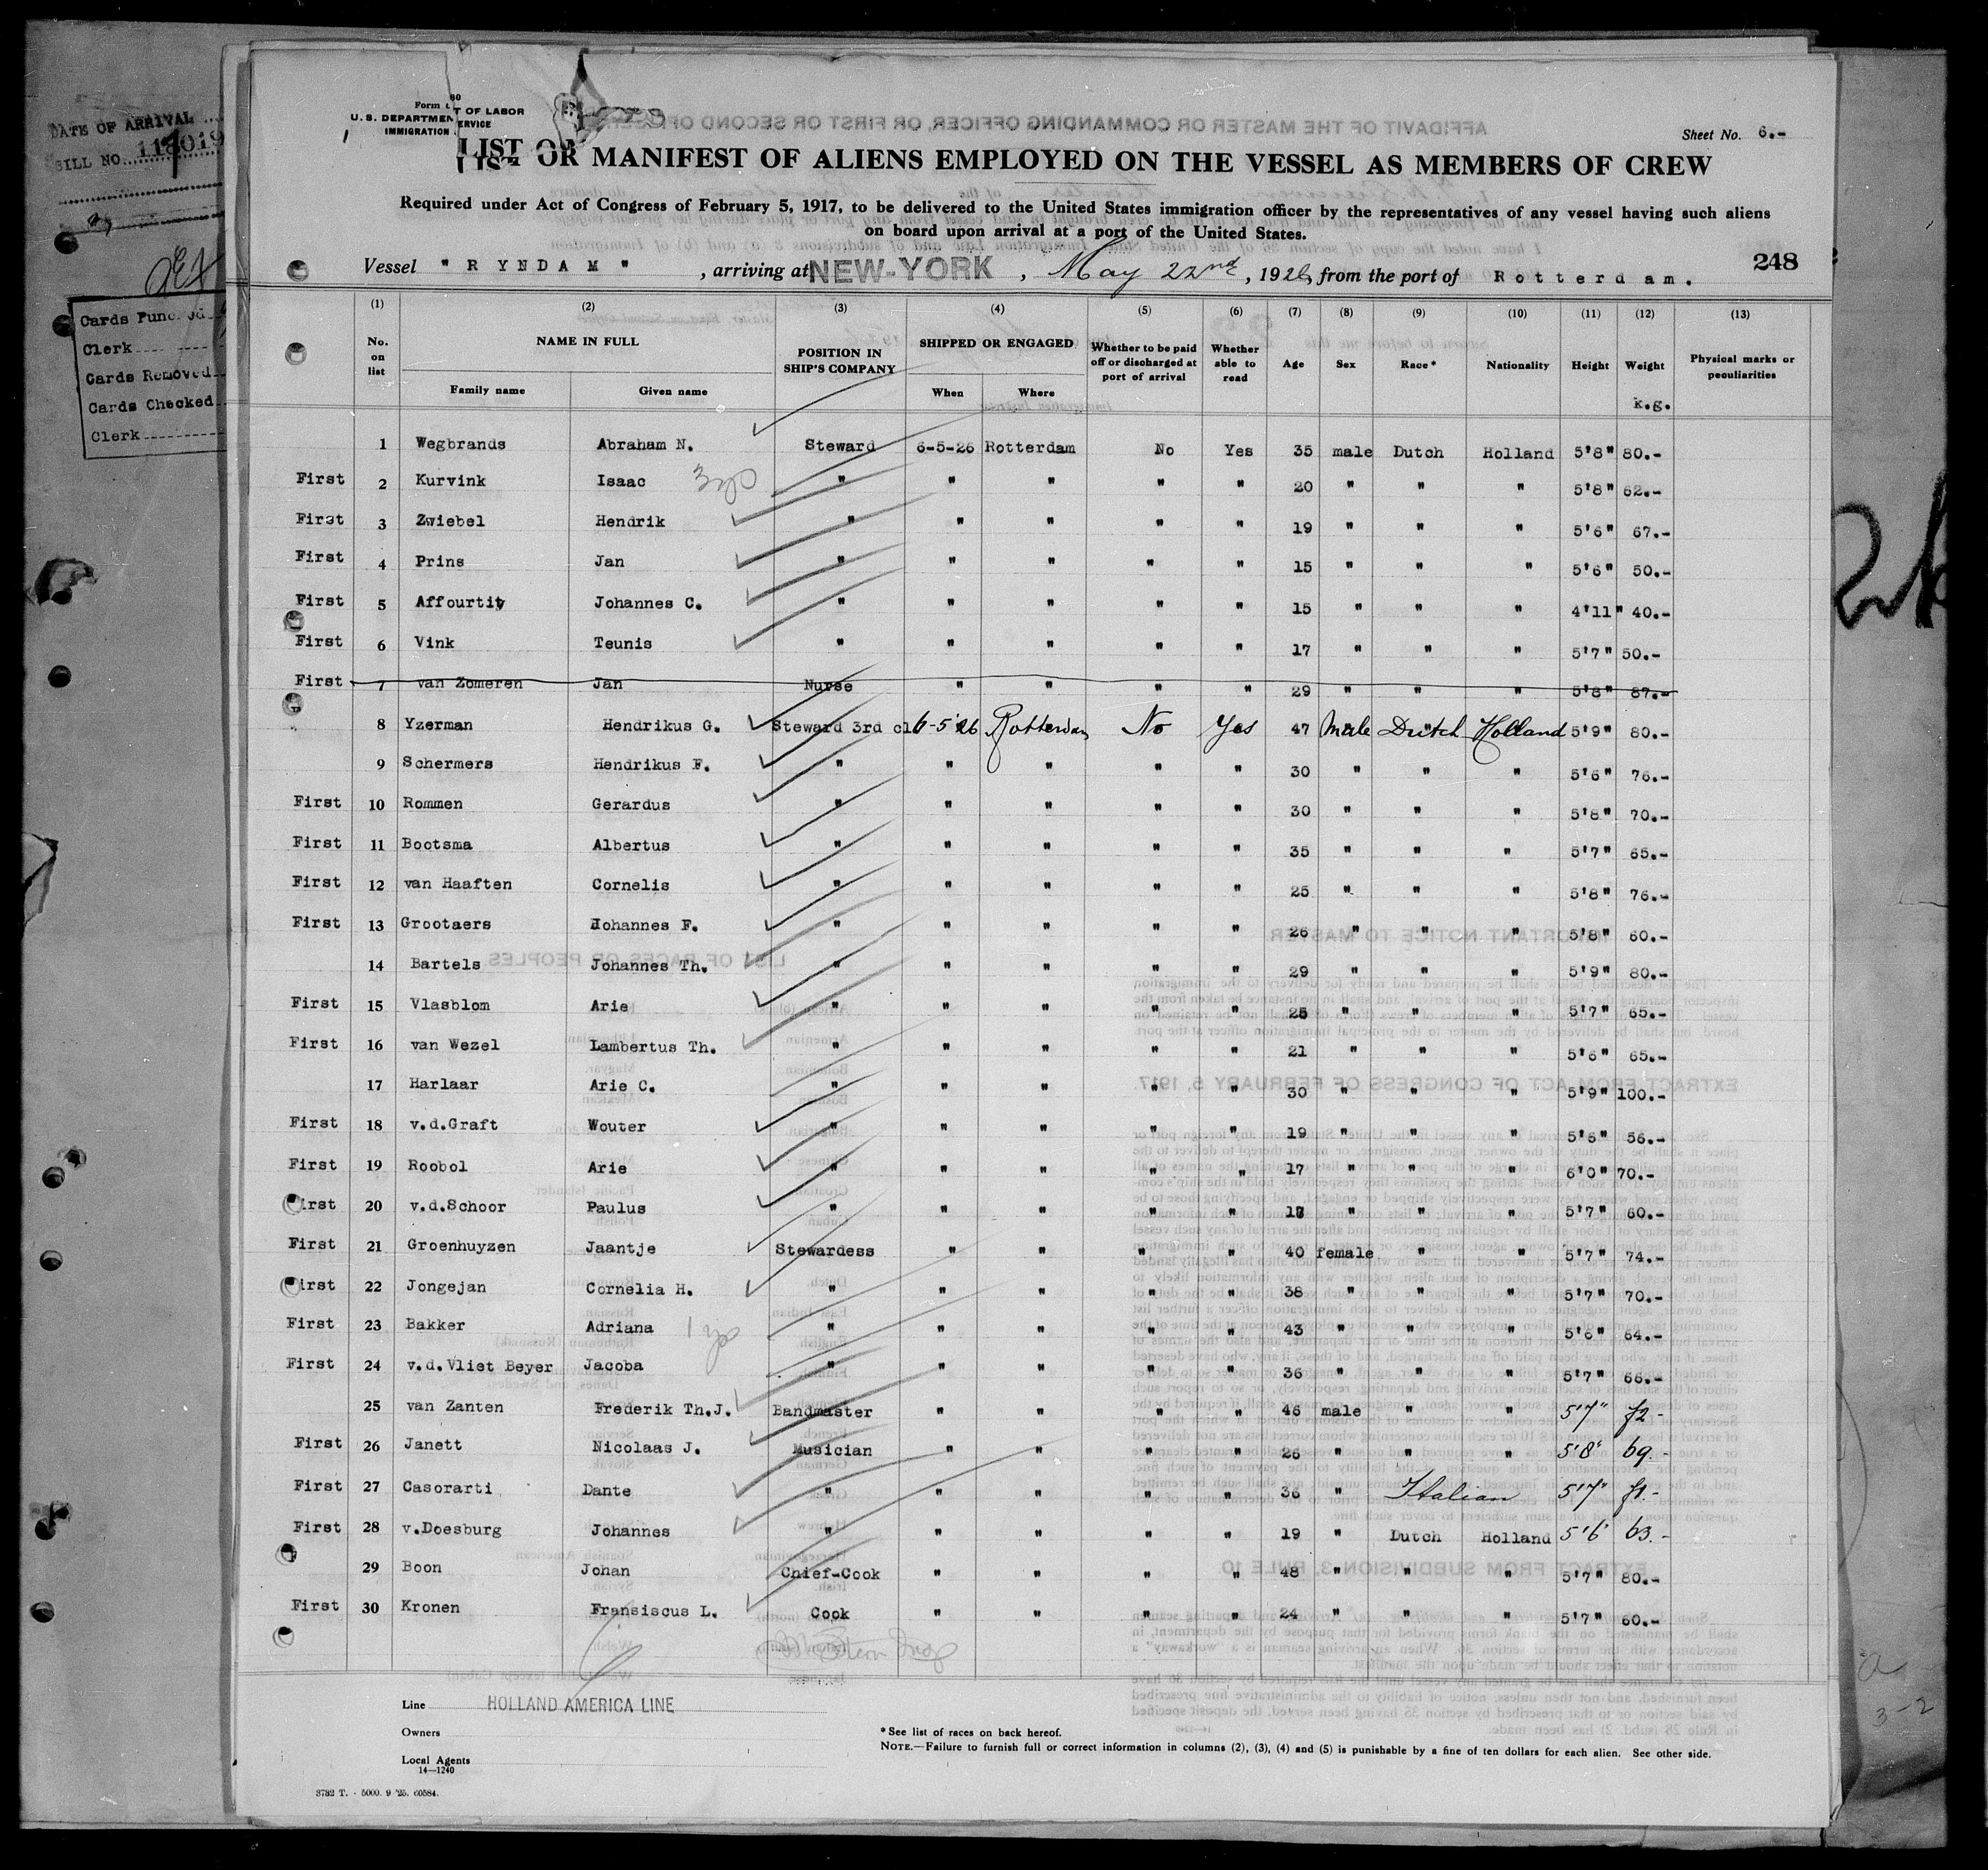 DATE OF ARRIVAL
BILL NO. 118019
Cards Punc
Clerk
Cards Removed
Cards Checked
Clerk
Form
U. S. DEPARTMENT OF LABOR
IMMIGRATION SERVICE
Sheet No. 6.-
LIST OR MANIFEST OF ALIENS EMPLOYED ON THE VESSEL AS MEMBERS OF CREW
Required under Act of Congress of February 5, 1917, to be delivered to the United States immigration officer by the representatives of any vessel having such aliens
on board upon arrival at a port of the United States.
248
Vessel "RYNDAM", arriving at NEW-YORK, May 22nd, 1926, from the port of Rotterdam.
(1) (2) (3) (4) (5) (6) (7) (8) (9) (10) (11) (12) (13)
No. on list NAME IN FULL Family name Given name POSITION IN SHIP'S COMPANY SHIPPED OR ENGAGED When Where Whether to be paid off or discharged at port of arrival Whether able to read Age Sex Race* Nationality Height Weight k.g. Physical marks or peculiarities
1 Wegbrands Abraham N. Steward 6-5-26 Rotterdam No Yes 35 male Dutch Holland 5'8" 80.-
First 2 Kurvink Isaac " " " " " 20 " " " 5'8" 62.-
First 3 Zwiebel Hendrik " " " " " 19 " " " 5'6" 67.-
First 4 Prins Jan " " " " " 15 " " " 5'6" 50.-
First 5 Affourtit Johannes C. " " " " " 15 " " " 4'11" 40.-
First 6 Vink Teunis " " " " " 17 " " " 5'7" 50.-
First 7 van Zomeren Jan Nurse " " " " 29 " " " 5'8" 87.-
8 Yzerman Hendrikus G. Steward 3rd cl 6-5-26 Rotterdam No Yes 47 Male Dutch Holland 5'9" 80.-
9 Schermers Hendrikus F. " " " " " 30 " " " 5'6" 76.-
First 10 Rommen Gerardus " " " " " 30 " " " 5'8" 70.-
First 11 Bootsma Albertus " " " " " 35 " " " 5'7" 65.-
First 12 van Haaften Cornelis " " " " " 25 " " " 5'8" 76.-
First 13 Grootaers Johannes F. " " " " " 26 " " " 5'8" 60.-
14 Bartels Johannes Th. " " " " " 29 " " " 5'9" 80.-
First 15 Vlasblom Arie " " " " " 25 " " " 5'7" 65.-
First 16 van Wezel Lambertus Th. " " " " " 21 " " " 5'6" 65.-
17 Harlaar Arie C. " " " " " 30 " " " 5'9" 100.-
First 18 v.d.Graft Wouter " " " " " 19 " " " 5'6" 56.-
First 19 Roobol Arie " " " " " 17 " " " 6'0" 70.-
First 20 v.d.Schoor Paulus " " " " " " " " 5'7" 60.-
First 21 Groenhuyzen Jaantje Stewardess " " " " 40 female " " 5'7" 74.-
First 22 Jongejan Cornelia H. " " " " " 38 " " " 5'7" 70.-
First 23 Bakker Adriana " " " " " 43 " " " 5'6" 64.-
First 24 v.d.Vliet Beyer Jacoba " " " " " 36 " " " 5'7" 66.-
25 van Zanten Frederik Th.J. Bandmaster " " " " 46 male " " 5'7" 72-
First 26 Janett Nicolaas J. Musician " " " " 26 " " " 5'8" 69.-
First 27 Casorarti Dante " " " " " 36 " Italian 5'7" 71.-
First 28 v.Doesburg Johannes " " " " " 19 " Dutch Holland 5'6" 63.-
29 Boon Johan Chief-Cook " " " " 48 " " " 5'7" 80.-
First 30 Kronen Fransiscus L. Cook " " " " 24 " " " 5'7" 60.-
Line HOLLAND AMERICA LINE
Owners
Local Agents
14—1240
* See list of races on back hereof.
NOTE.—Failure to furnish full or correct information in columns (2), (3), (4) and (5) is punishable by a fine of ten dollars for each alien. See other side.
3732 T. - 5000. 9 '25. 60584.
3-2